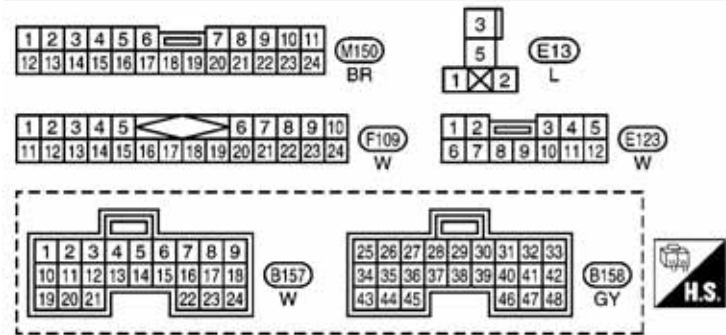 1 2 3 4 5 6 7 8 9 10 11
12 13 14 15 16 17 18 19 20 21 22 23 24
M150
BR
3
5
1 2
E13
L
1 2 3 4 5 6 7 8 9 10
11 12 13 14 15 16 17 18 19 20 21 22 23 24
F109
W
1 2 3 4 5
6 7 8 9 10 11 12
E123
W
1 2 3 4 5 6 7 8 9
10 11 12 13 14 15 16 17 18
19 20 21 22 23 24
B157
W
25 26 27 28 29 30 31 32 33
34 35 36 37 38 39 40 41 42
43 44 45 46 47 48
B158
GY
H.S.